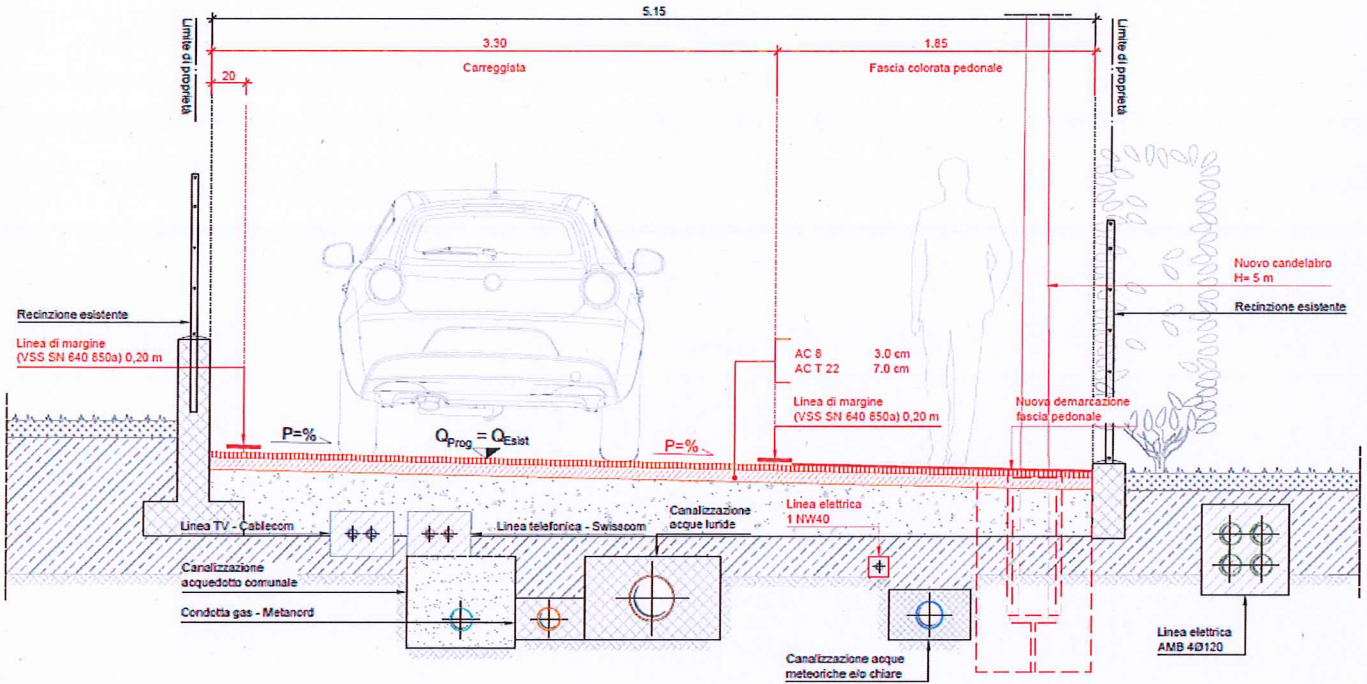 5.15
Limite di proprietà
Limite di proprietà
3.30
1.85
Carreggiata
Fascia colorata pedonale
20
Nuovo candelabro
H= 5 m
Recinzione esistente
Recinzione esistente
Linea di margine
(VSS SN 640 850a) 0,20 m
AC 8 3.0 cm
AC T 22 7.0 cm
Linea di margine
(VSS SN 640 850a) 0,20 m
Nuova demarcazione
fascia pedonale
P=%
QProg = QEsist
P=%
Linea TV - Cablecom
Linea telefonica - Swisscom
Canalizzazione
acque luride
Linea elettrica
1 NW40
Canalizzazione
acquedotto comunale
Condotta gas - Metanord
Canalizzazione acque
meteoriche e/o chiare
Linea elettrica
AMB 4Ø120